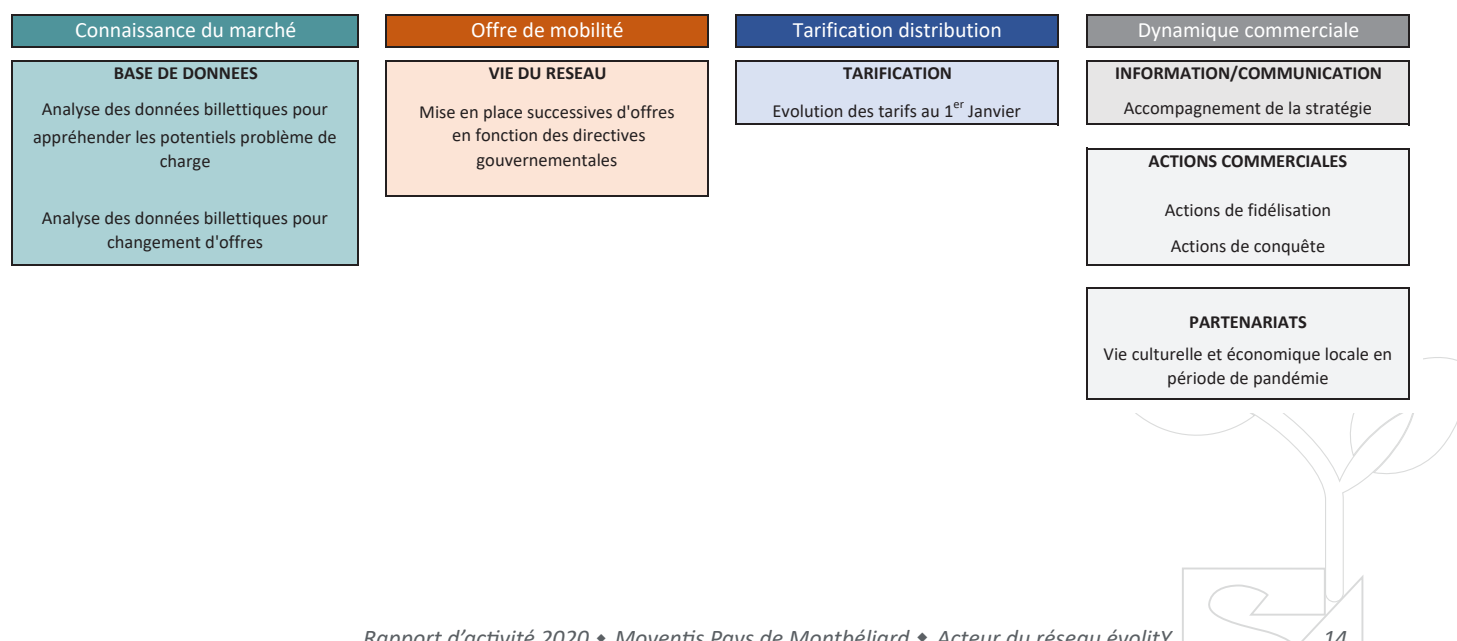 Connaissance du marché
BASE DE DONNEES
Analyse des données billettiques pour
appréhender les potentiels problème de
charge
Analyse des données billettiques pour
changement d'offres
Offre de mobilité
VIE DU RESEAU
Mise en place successives d'offres
en fonction des directives
gouvernementales
Tarification distribution
TARIFICATION
Evolution des tarifs au 1er Janvier
Dynamique commerciale
INFORMATION/COMMUNICATION
Accompagnement de la stratégie
ACTIONS COMMERCIALES
Actions de fidélisation
Actions de conquête
PARTENARIATS
Vie culturelle et économique locale en
période de pandémie
Rapport d'activité 2020 ◆ Moventis Pays de Montbéliard ◆ Acteur du réseau évolitY 14